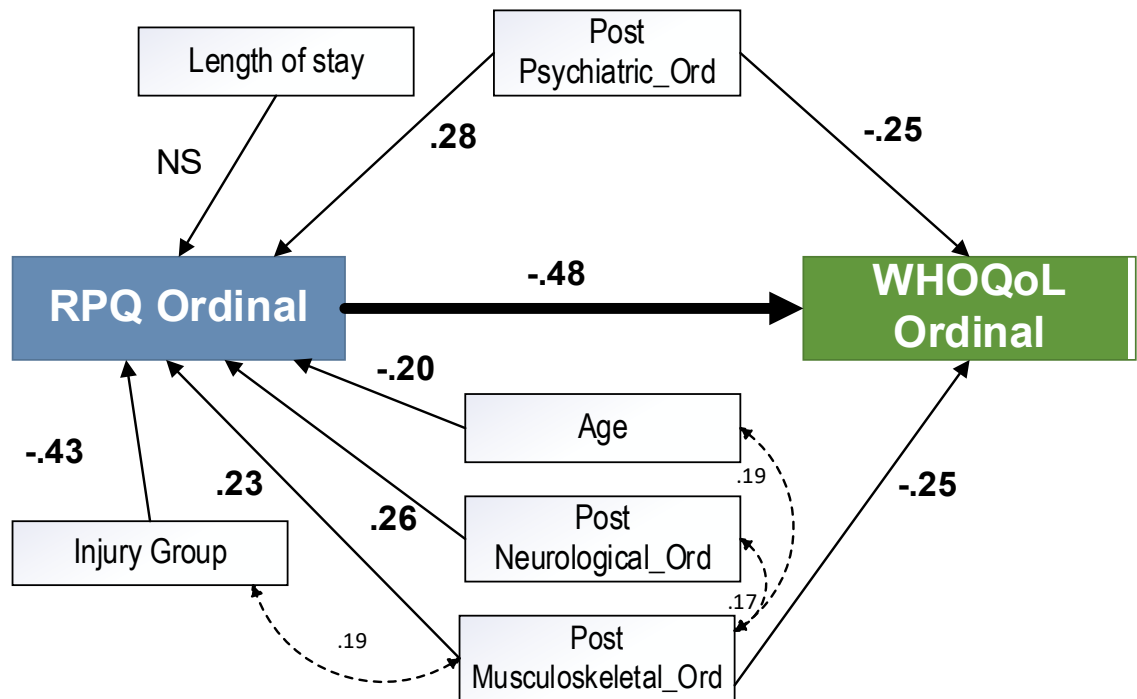 Length of stay
Post
Psychiatric_Ord
NS
.28
-.25
RPQ Ordinal
-.48
WHOQoL
Ordinal
-.20
Age
-.43
.23
.26
.19
-.25
Injury Group
Post
Neurological_Ord
.17
.19
Post
Musculoskeletal_Ord